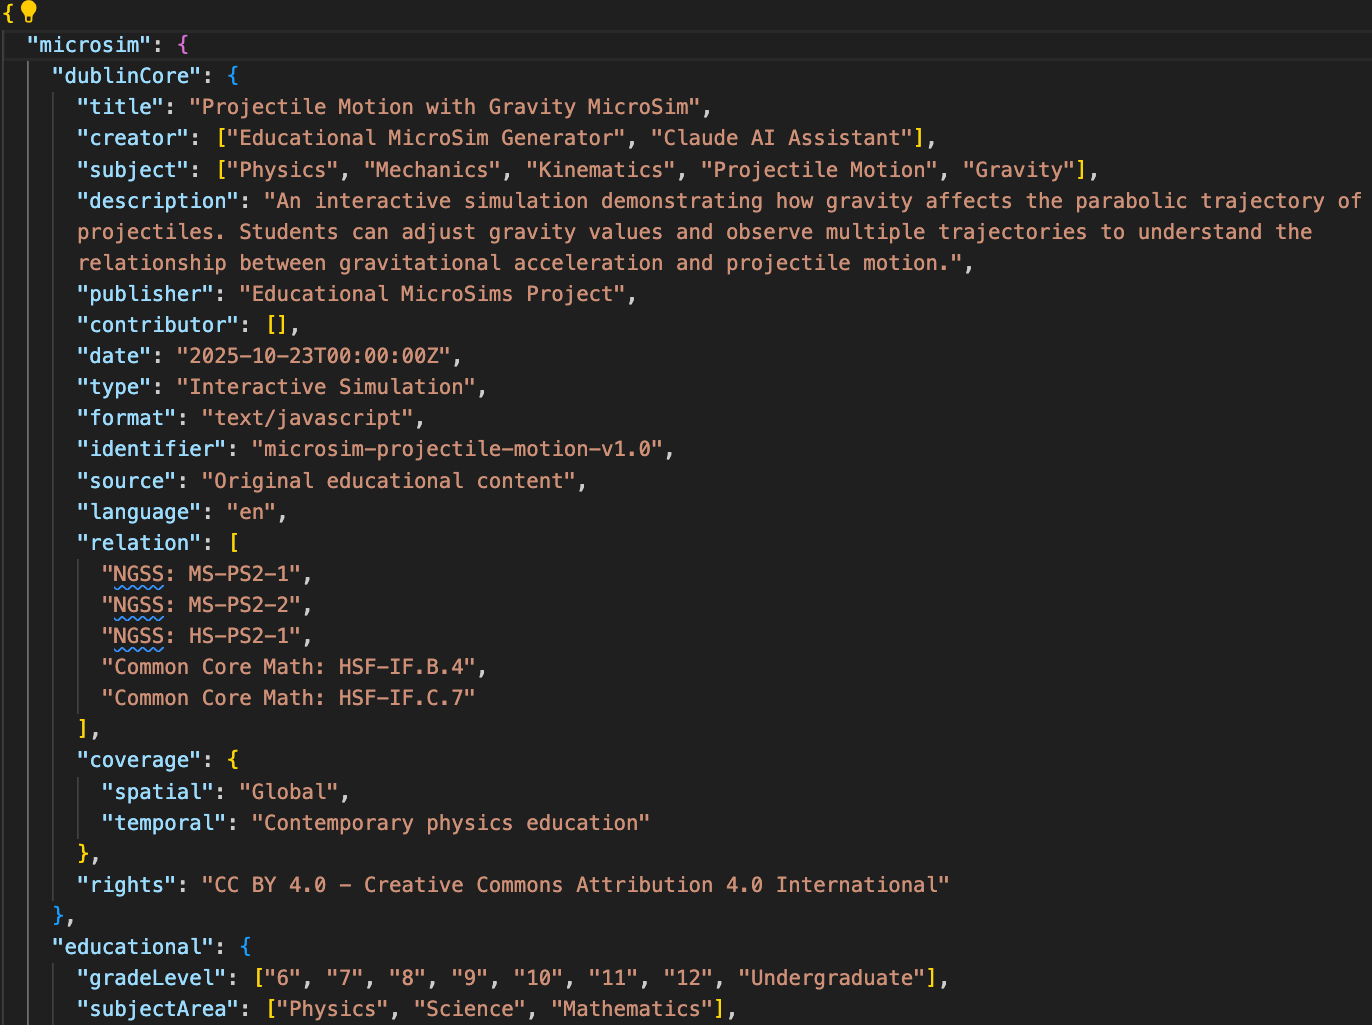 {
"microsim": {
"dublinCore": {
"title": "Projectile Motion with Gravity MicroSim",
"creator": ["Educational MicroSim Generator", "Claude AI Assistant"],
"subject": ["Physics", "Mechanics", "Kinematics", "Projectile Motion", "Gravity"],
"description": "An interactive simulation demonstrating how gravity affects the parabolic trajectory of
projectiles. Students can adjust gravity values and observe multiple trajectories to understand the
relationship between gravitational acceleration and projectile motion.",
"publisher": "Educational MicroSims Project",
"contributor": [],
"date": "2025-10-23T00:00:00Z",
"type": "Interactive Simulation",
"format": "text/javascript",
"identifier": "microsim-projectile-motion-v1.0",
"source": "Original educational content",
"language": "en",
"relation": [
"NGSS: MS-PS2-1",
"NGSS: MS-PS2-2",
"NGSS: HS-PS2-1",
"Common Core Math: HSF-IF.B.4",
"Common Core Math: HSF-IF.C.7"
],
"coverage": {
"spatial": "Global",
"temporal": "Contemporary physics education"
},
"rights": "CC BY 4.0 - Creative Commons Attribution 4.0 International"
},
"educational": {
"gradeLevel": ["6", "7", "8", "9", "10", "11", "12", "Undergraduate"],
"subjectArea": ["Physics", "Science", "Mathematics"],